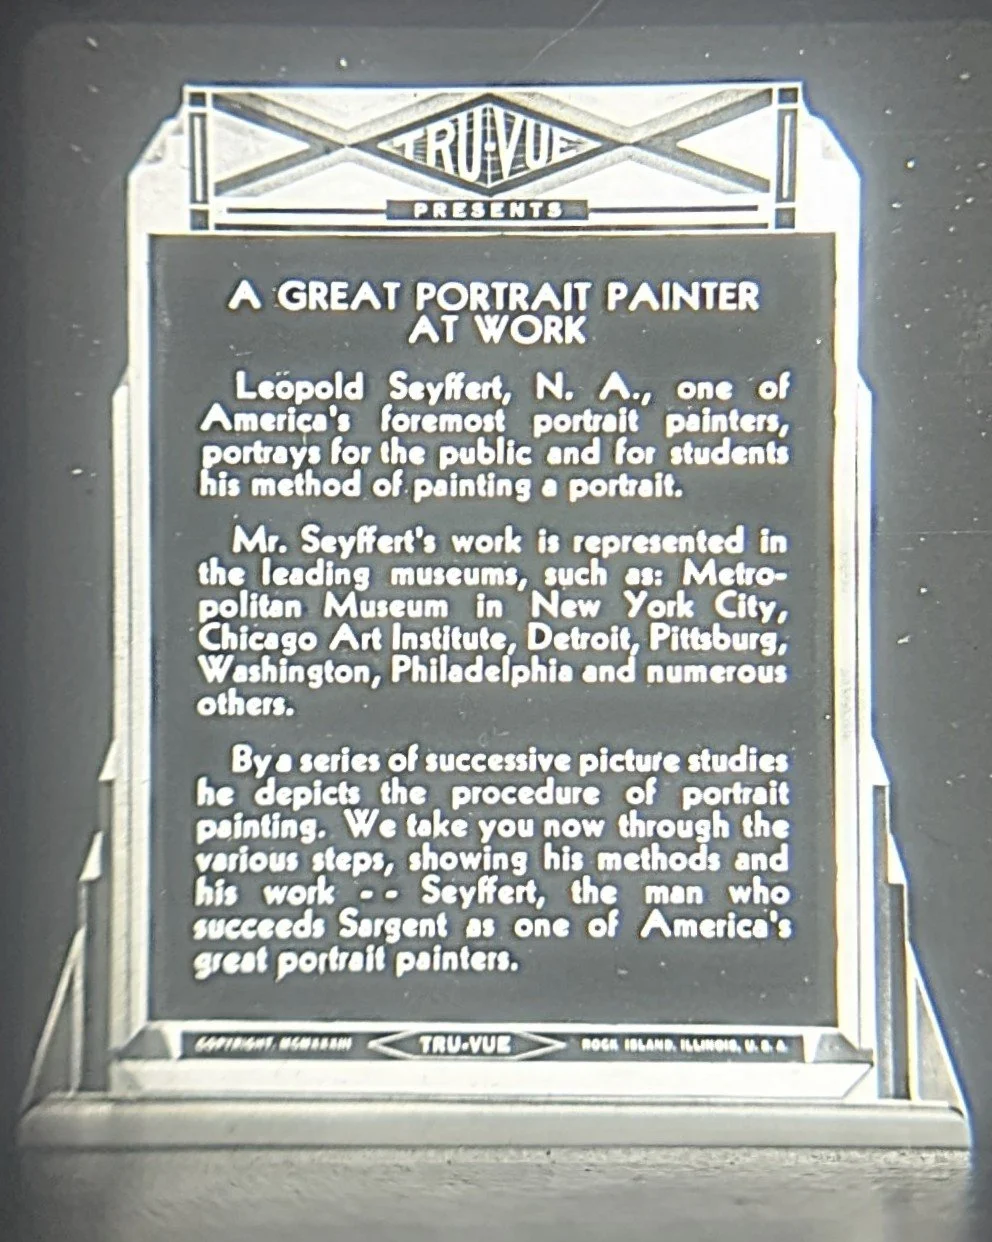 TRU-VUE
PRESENTS
A GREAT PORTRAIT PAINTER
AT WORK
Leopold Seyffert, N. A., one of
America's foremost portrait painters,
portrays for the public and for students
his method of painting a portrait.
Mr. Seyffert's work is represented in
the leading museums, such as: Metro-
politan Museum in New York City,
Chicago Art Institute, Detroit, Pittsburg,
Washington, Philadelphia and numerous
others.
By a series of successive picture studies
he depicts the procedure of portrait
painting. We take you now through the
various steps, showing his methods and
his work - - Seyffert, the man who
succeeds Sargent as one of America's
great portrait painters.
COPYRIGHT, MCMXXXIII TRU-VUE ROCK ISLAND, ILLINOIS, U. S. A.